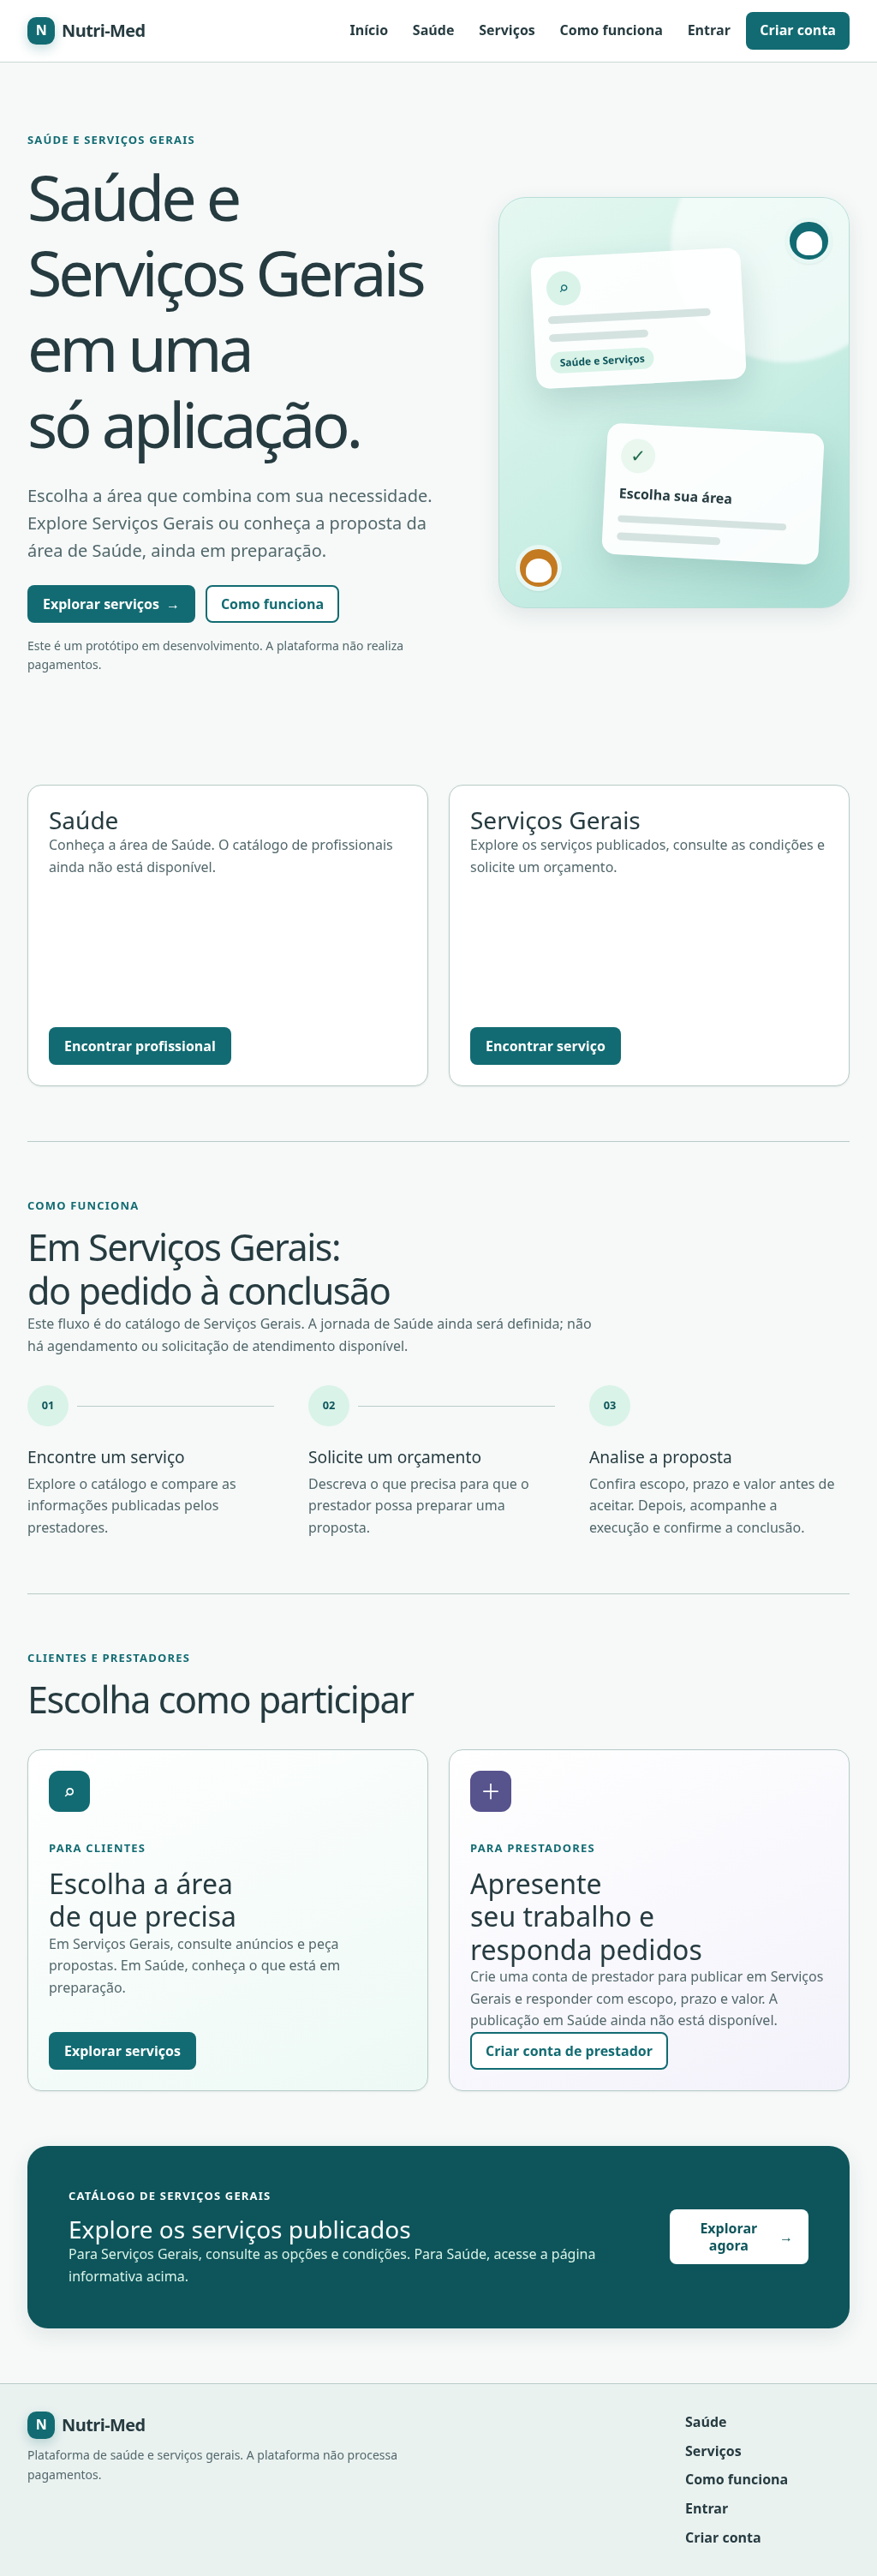 N Nutri-Med
Início Saúde Serviços Como funciona Entrar Criar conta
SAÚDE E SERVIÇOS GERAIS
Saúde e
Serviços Gerais
em uma
só aplicação.
Escolha a área que combina com sua necessidade.
Explore Serviços Gerais ou conheça a proposta da
área de Saúde, ainda em preparação.
Explorar serviços →
Como funciona
Este é um protótipo em desenvolvimento. A plataforma não realiza
pagamentos.
Saúde e Serviços
✓
Escolha sua área
Saúde
Conheça a área de Saúde. O catálogo de profissionais
ainda não está disponível.
Encontrar profissional
Serviços Gerais
Explore os serviços publicados, consulte as condições e
solicite um orçamento.
Encontrar serviço
COMO FUNCIONA
Em Serviços Gerais:
do pedido à conclusão
Este fluxo é do catálogo de Serviços Gerais. A jornada de Saúde ainda será definida; não
há agendamento ou solicitação de atendimento disponível.
01
Encontre um serviço
Explore o catálogo e compare as
informações publicadas pelos
prestadores.
02
Solicite um orçamento
Descreva o que precisa para que o
prestador possa preparar uma
proposta.
03
Analise a proposta
Confira escopo, prazo e valor antes de
aceitar. Depois, acompanhe a
execução e confirme a conclusão.
CLIENTES E PRESTADORES
Escolha como participar
PARA CLIENTES
Escolha a área
de que precisa
Em Serviços Gerais, consulte anúncios e peça
propostas. Em Saúde, conheça o que está em
preparação.
Explorar serviços
PARA PRESTADORES
Apresente
seu trabalho e
responda pedidos
Crie uma conta de prestador para publicar em Serviços
Gerais e responder com escopo, prazo e valor. A
publicação em Saúde ainda não está disponível.
Criar conta de prestador
CATÁLOGO DE SERVIÇOS GERAIS
Explore os serviços publicados
Para Serviços Gerais, consulte as opções e condições. Para Saúde, acesse a página
informativa acima.
Explorar
agora →
N Nutri-Med
Plataforma de saúde e serviços gerais. A plataforma não processa
pagamentos.
Saúde
Serviços
Como funciona
Entrar
Criar conta